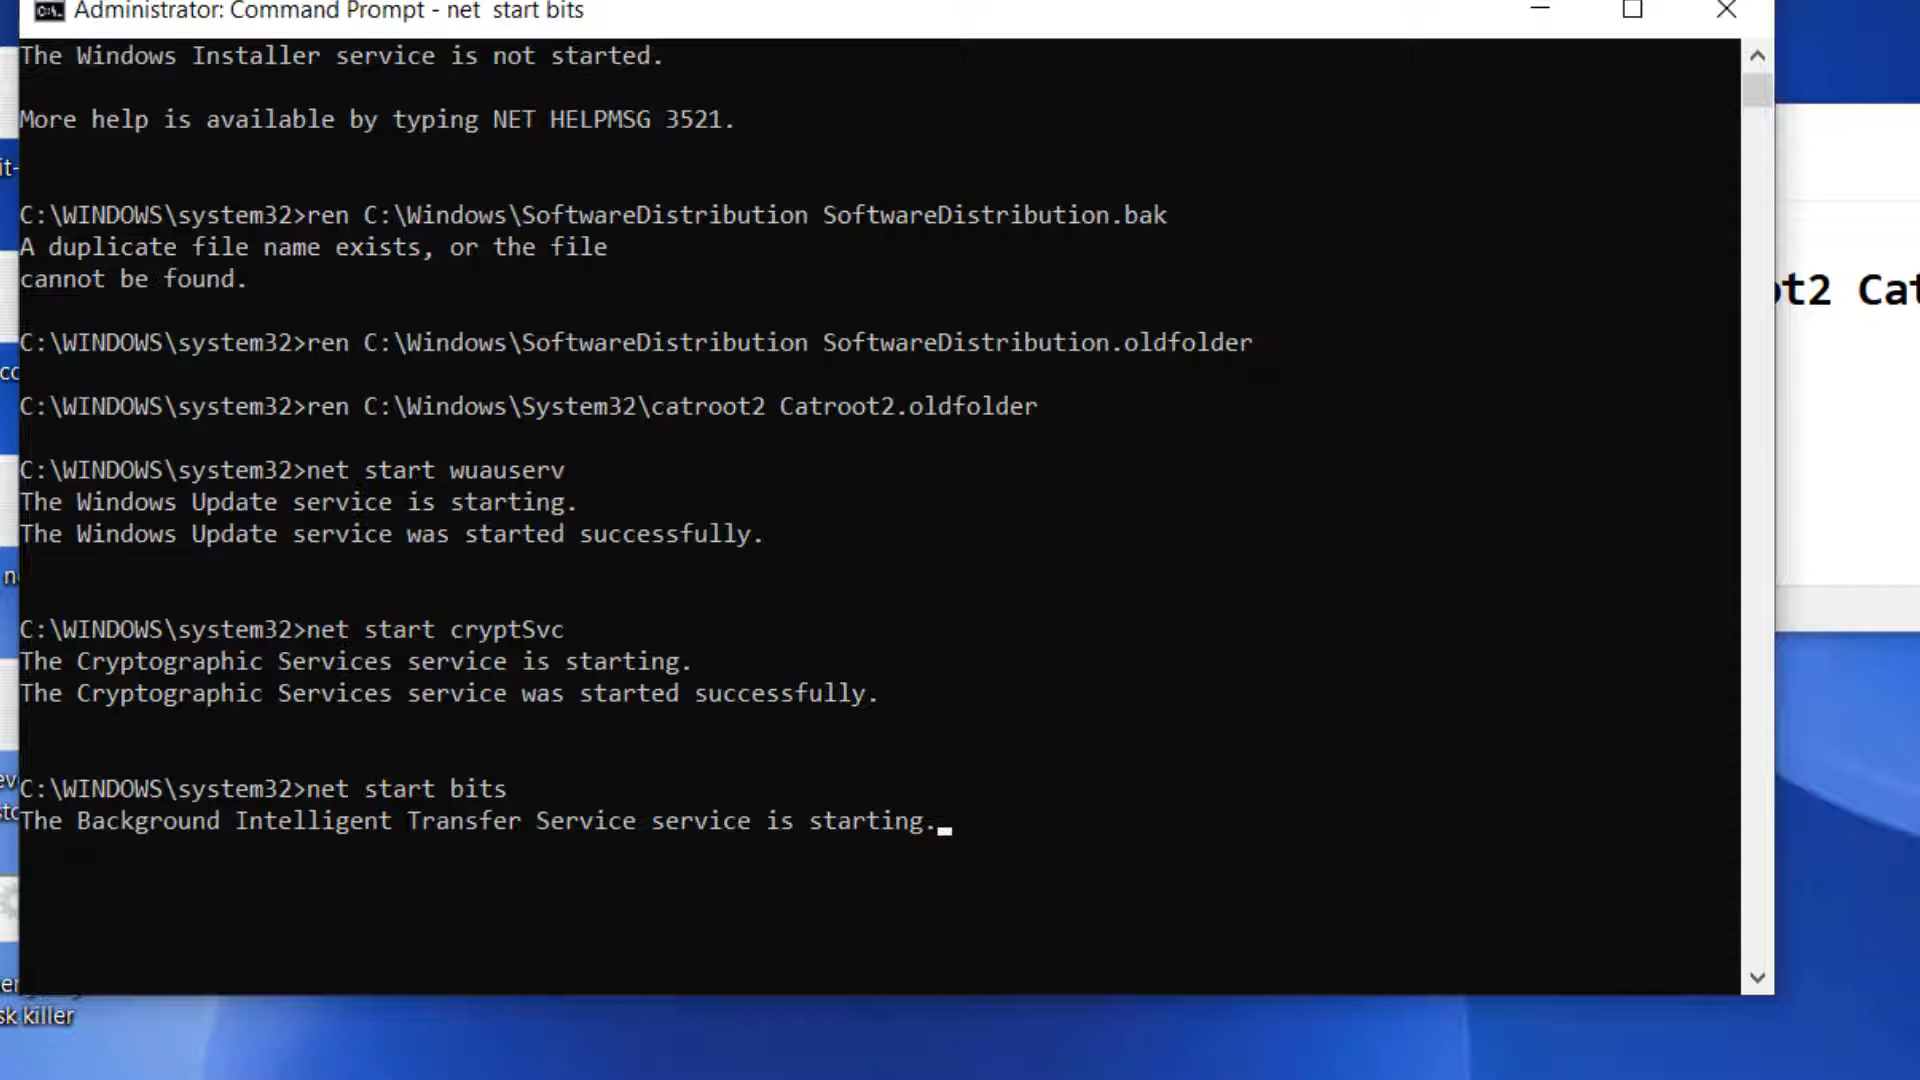 Administrator: Command Prompt - net  start bits
The Windows Installer service is not started.
More help is available by typing NET HELPMSG 3521.
C:\WINDOWS\system32>ren C:\Windows\SoftwareDistribution SoftwareDistribution.bak
A duplicate file name exists, or the file
cannot be found.
C:\WINDOWS\system32>ren C:\Windows\SoftwareDistribution SoftwareDistribution.oldfolder
C:\WINDOWS\system32>ren C:\Windows\System32\catroot2 Catroot2.oldfolder
C:\WINDOWS\system32>net start wuauserv
The Windows Update service is starting.
The Windows Update service was started successfully.
C:\WINDOWS\system32>net start cryptSvc
The Cryptographic Services service is starting.
The Cryptographic Services service was started successfully.
C:\WINDOWS\system32>net start bits
The Background Intelligent Transfer Service service is starting.
t2 Cat
sk killer